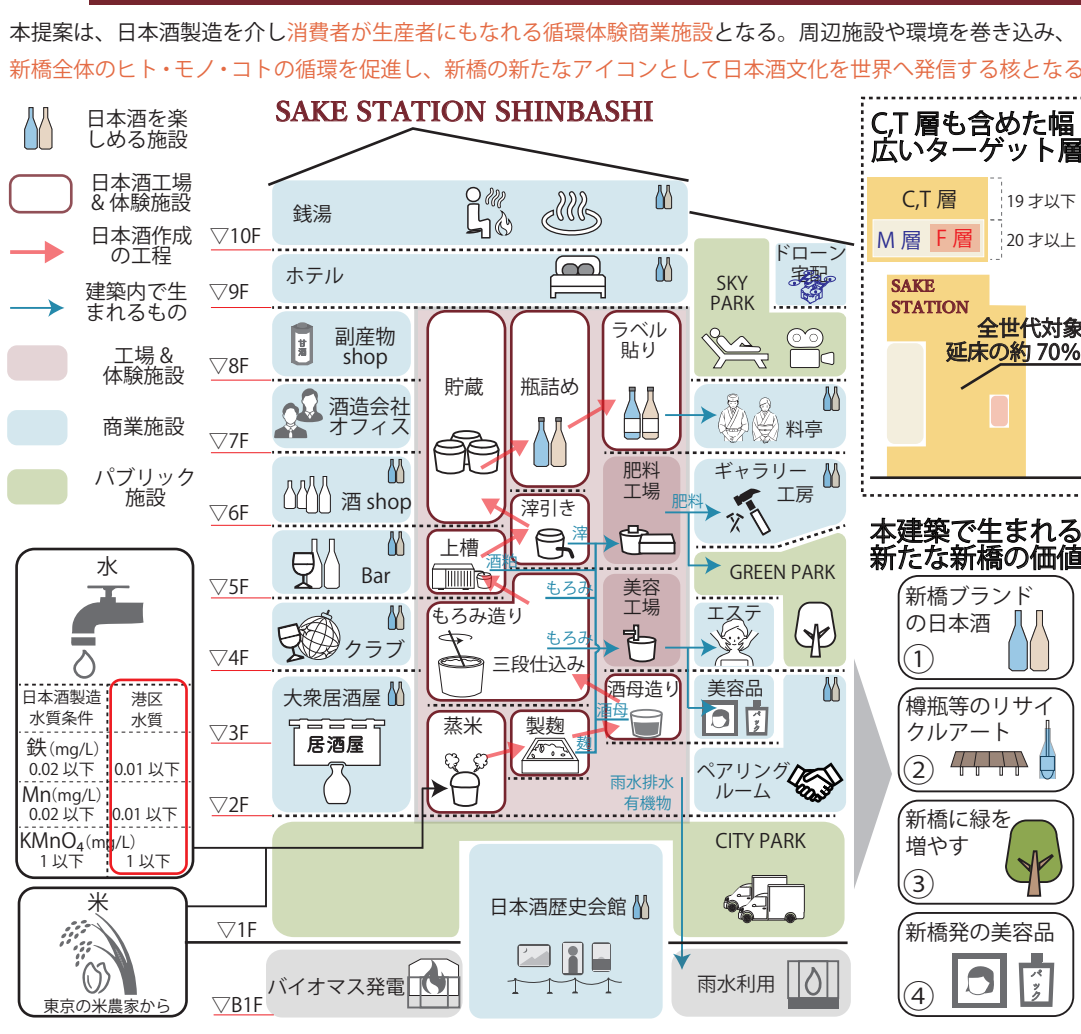 本提案は、日本酒製造を介し消費者が生産者にもなれる循環体験商業施設となる。周辺施設や環境を巻き込み、
新橋全体のヒト・モノ・コトの循環を促進し、新橋の新たなアイコンとして日本酒文化を世界へ発信する核となる
日本酒を楽
しめる施設
日本酒工場
&体験施設
日本酒作成
の工程
建築内で生
まれるもの
工場&
体験施設
商業施設
パブリック
施設
SAKE STATION SHINBASHI
▽10F
▽9F
▽8F
▽7F
▽6F
▽5F
▽4F
▽3F
▽2F
▽1F
▽B1F
銭湯
ホテル
副産物
shop
甘酒
酒造会社
オフィス
酒 shop
Bar
クラブ
大衆居酒屋
居酒屋
貯蔵
瓶詰め
ラベル
貼り
滓引き
滓
上槽
酒粕
もろみ造り
もろみ
もろみ
三段仕込み
酒母造り
酒母
蒸米
製麹
麹
肥料
工場
肥料
美容
工場
雨水排水
有機物
SKY
PARK
ドローン
宅配
料亭
ギャラリー
工房
GREEN PARK
エステ
美容品
パック
ペアリング
ルーム
CITY PARK
日本酒歴史会館
バイオマス発電
雨水利用
水
日本酒製造
水質条件
港区
水質
鉄(mg/L)
0.02 以下
0.01 以下
Mn(mg/L)
0.02 以下
0.01 以下
KMnO₄(mg/L)
1 以下
1 以下
米
東京の米農家から
C,T 層も含めた幅
広いターゲット層
C,T 層
19 才以下
M 層
F 層
20 才以上
SAKE
STATION
全世代対象
延床の約 70%
本建築で生まれる
新たな新橋の価値
新橋ブランド
の日本酒
①
樽瓶等のリサイ
クルアート
②
新橋に緑を
増やす
③
新橋発の美容品
④
パック